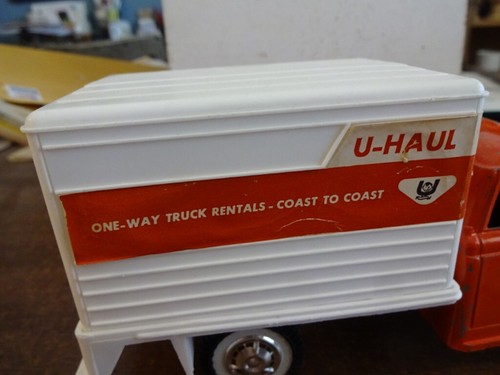 U-HAUL
ONE-WAY TRUCK RENTALS - COAST TO COAST